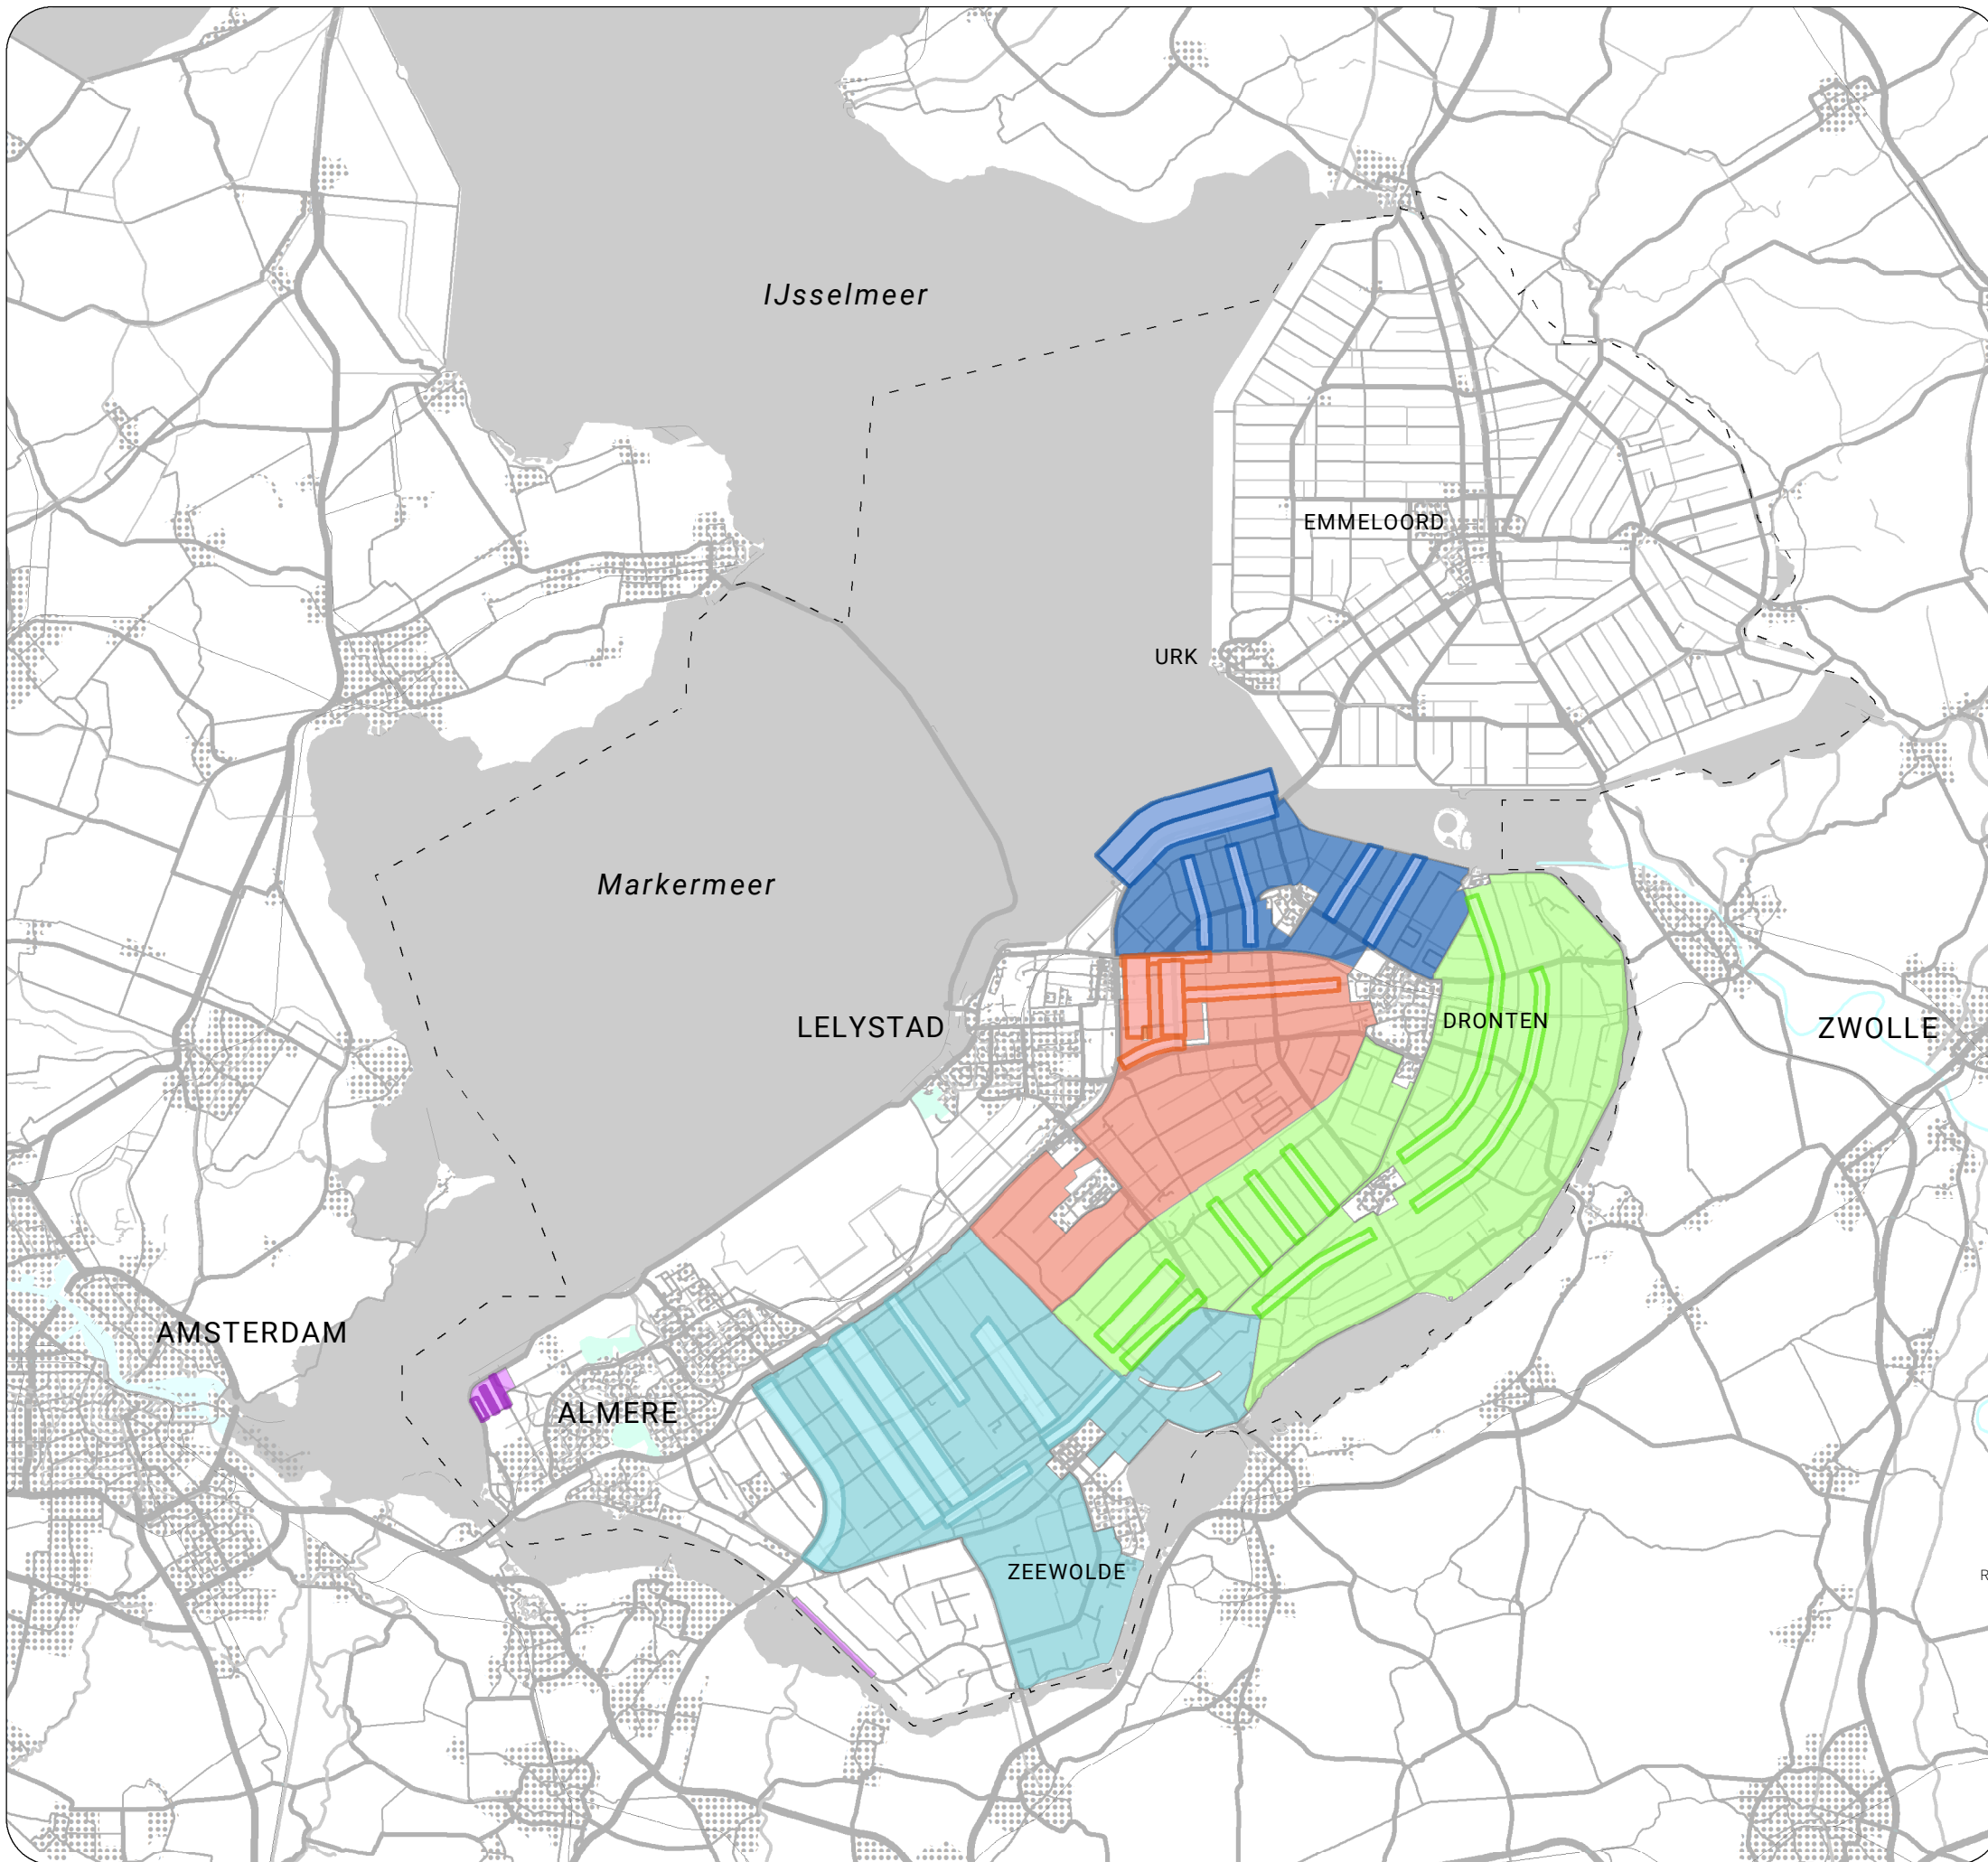 IJsselmeer
EMMELOORD
URK
Markermeer
LELYSTAD
DRONTEN
ZWOLLE
AMSTERDAM
ALMERE
ZEEWOLDE
R